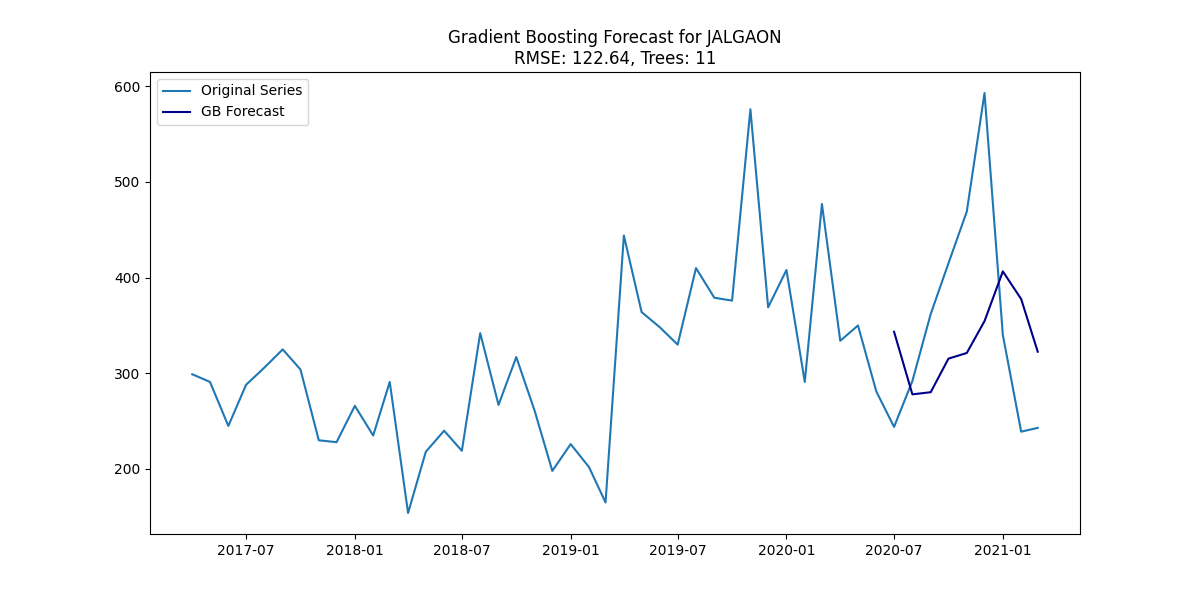 Gradient Boosting Forecast for JALGAON
RMSE: 122.64, Trees: 11
Original Series
GB Forecast
600
500
400
300
200
2017-07 2018-01 2018-07 2019-01 2019-07 2020-01 2020-07 2021-01